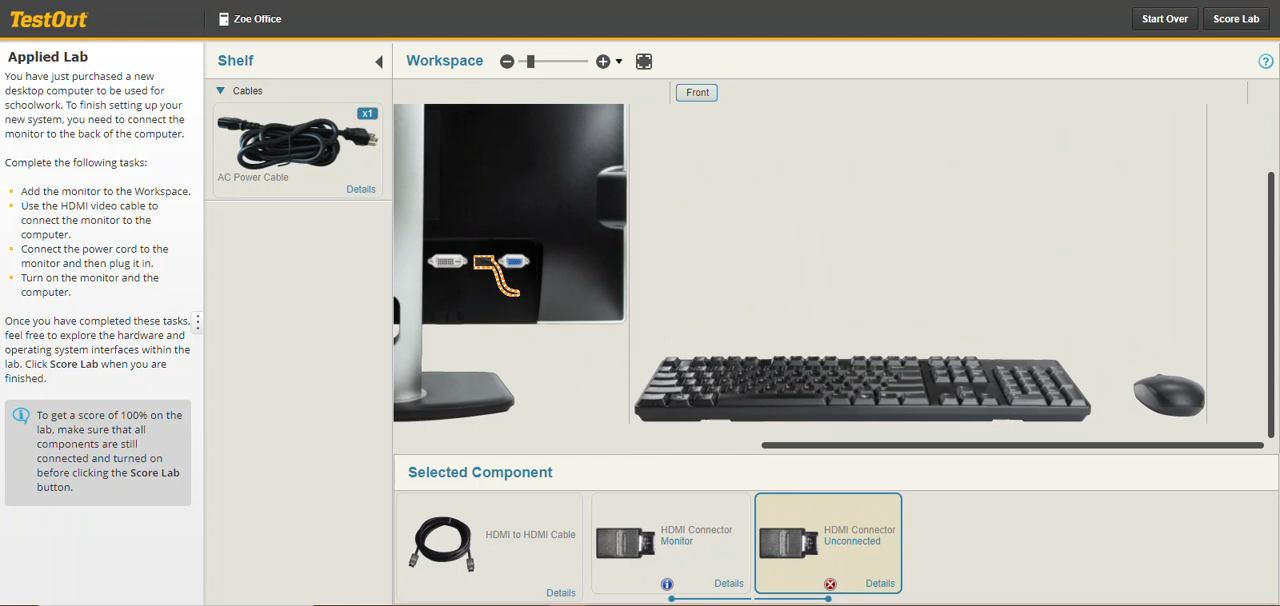 TestOut
Zoe Office
Start Over
Score Lab
Applied Lab
You have just purchased a new
desktop computer to be used for
schoolwork. To finish setting up your
new system, you need to connect the
monitor to the back of the computer.
Complete the following tasks:
Add the monitor to the Workspace.
Use the HDMI video cable to
connect the monitor to the
computer.
Connect the power cord to the
monitor and then plug it in.
Turn on the monitor and the
computer.
Once you have completed these tasks,
feel free to explore the hardware and
operating system interfaces within the
lab. Click Score Lab when you are
finished.
To get a score of 100% on the
lab, make sure that all
components are still
connected and turned on
before clicking the Score Lab
button.
Shelf
Cables
x1
AC Power Cable
Details
Workspace
Front
Selected Component
HDMI to HDMI Cable
Details
HDMI Connector
Monitor
Details
HDMI Connector
Unconnected
Details